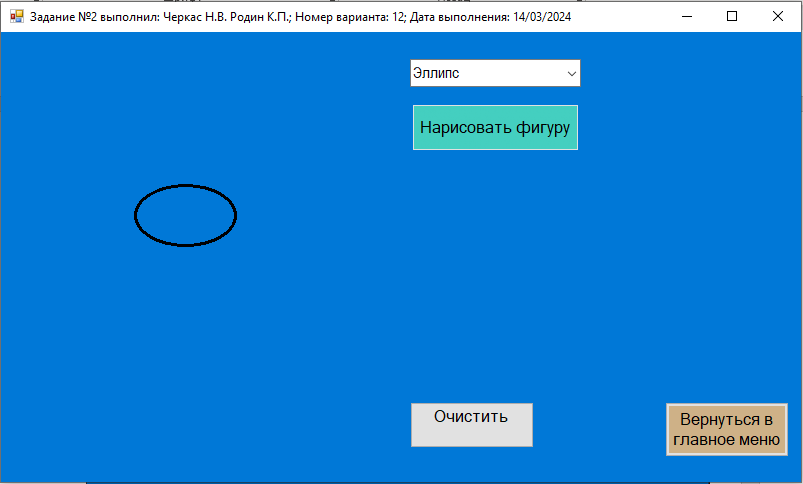 Задание №2 выполнил: Черкас Н.В. Родин К.П.; Номер варианта: 12; Дата выполнения: 14/03/2024
Эллипс
Нарисовать фигуру
Очистить
Вернуться в
главное меню